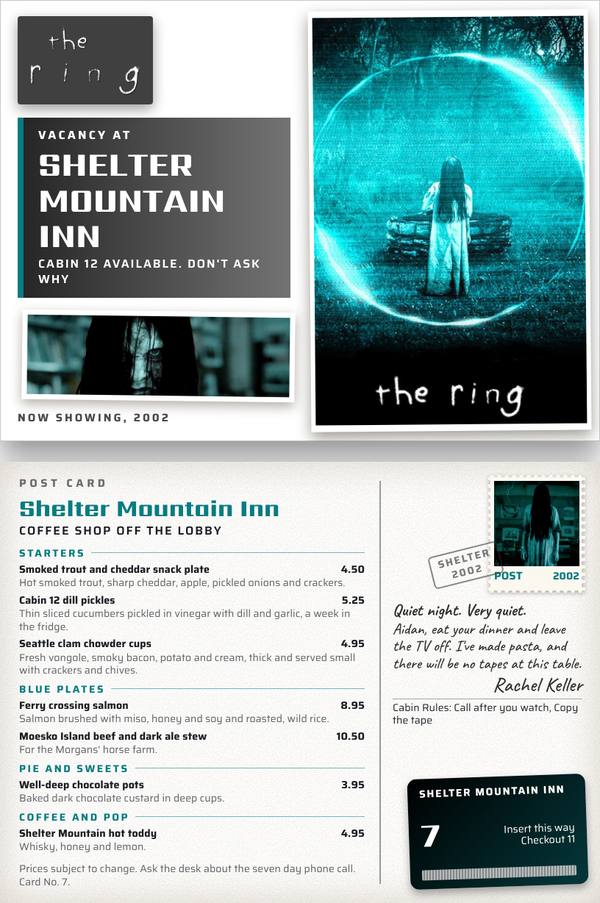 the
ring
VACANCY AT
SHELTER
MOUNTAIN
INN
CABIN 12 AVAILABLE. DON'T ASK
WHY
NOW SHOWING, 2002
the ring
POST CARD
Shelter Mountain Inn
COFFEE SHOP OFF THE LOBBY
STARTERS
Smoked trout and cheddar snack plate 4.50
Hot smoked trout, sharp cheddar, apple, pickled onions and crackers.
Cabin 12 dill pickles 5.25
Thin sliced cucumbers pickled in vinegar with dill and garlic, a week in
the fridge.
Seattle clam chowder cups 4.95
Fresh vongole, smoky bacon, potato and cream, thick and served small
with crackers and chives.
BLUE PLATES
Ferry crossing salmon 8.95
Salmon brushed with miso, honey and soy and roasted, wild rice.
Moesko Island beef and dark ale stew 10.50
For the Morgans' horse farm.
PIE AND SWEETS
Well-deep chocolate pots 3.95
Baked dark chocolate custard in deep cups.
COFFEE AND POP
Shelter Mountain hot toddy 4.95
Whisky, honey and lemon.
Prices subject to change. Ask the desk about the seven day phone call.
Card No. 7.
SHELTER
2002
POST 2002
Quiet night. Very quiet.
Aidan, eat your dinner and leave
the TV off. I've made pasta, and
there will be no tapes at this table.
Rachel Keller
Cabin Rules: Call after you watch, Copy
the tape
SHELTER MOUNTAIN INN
7
Insert this way
Checkout 11